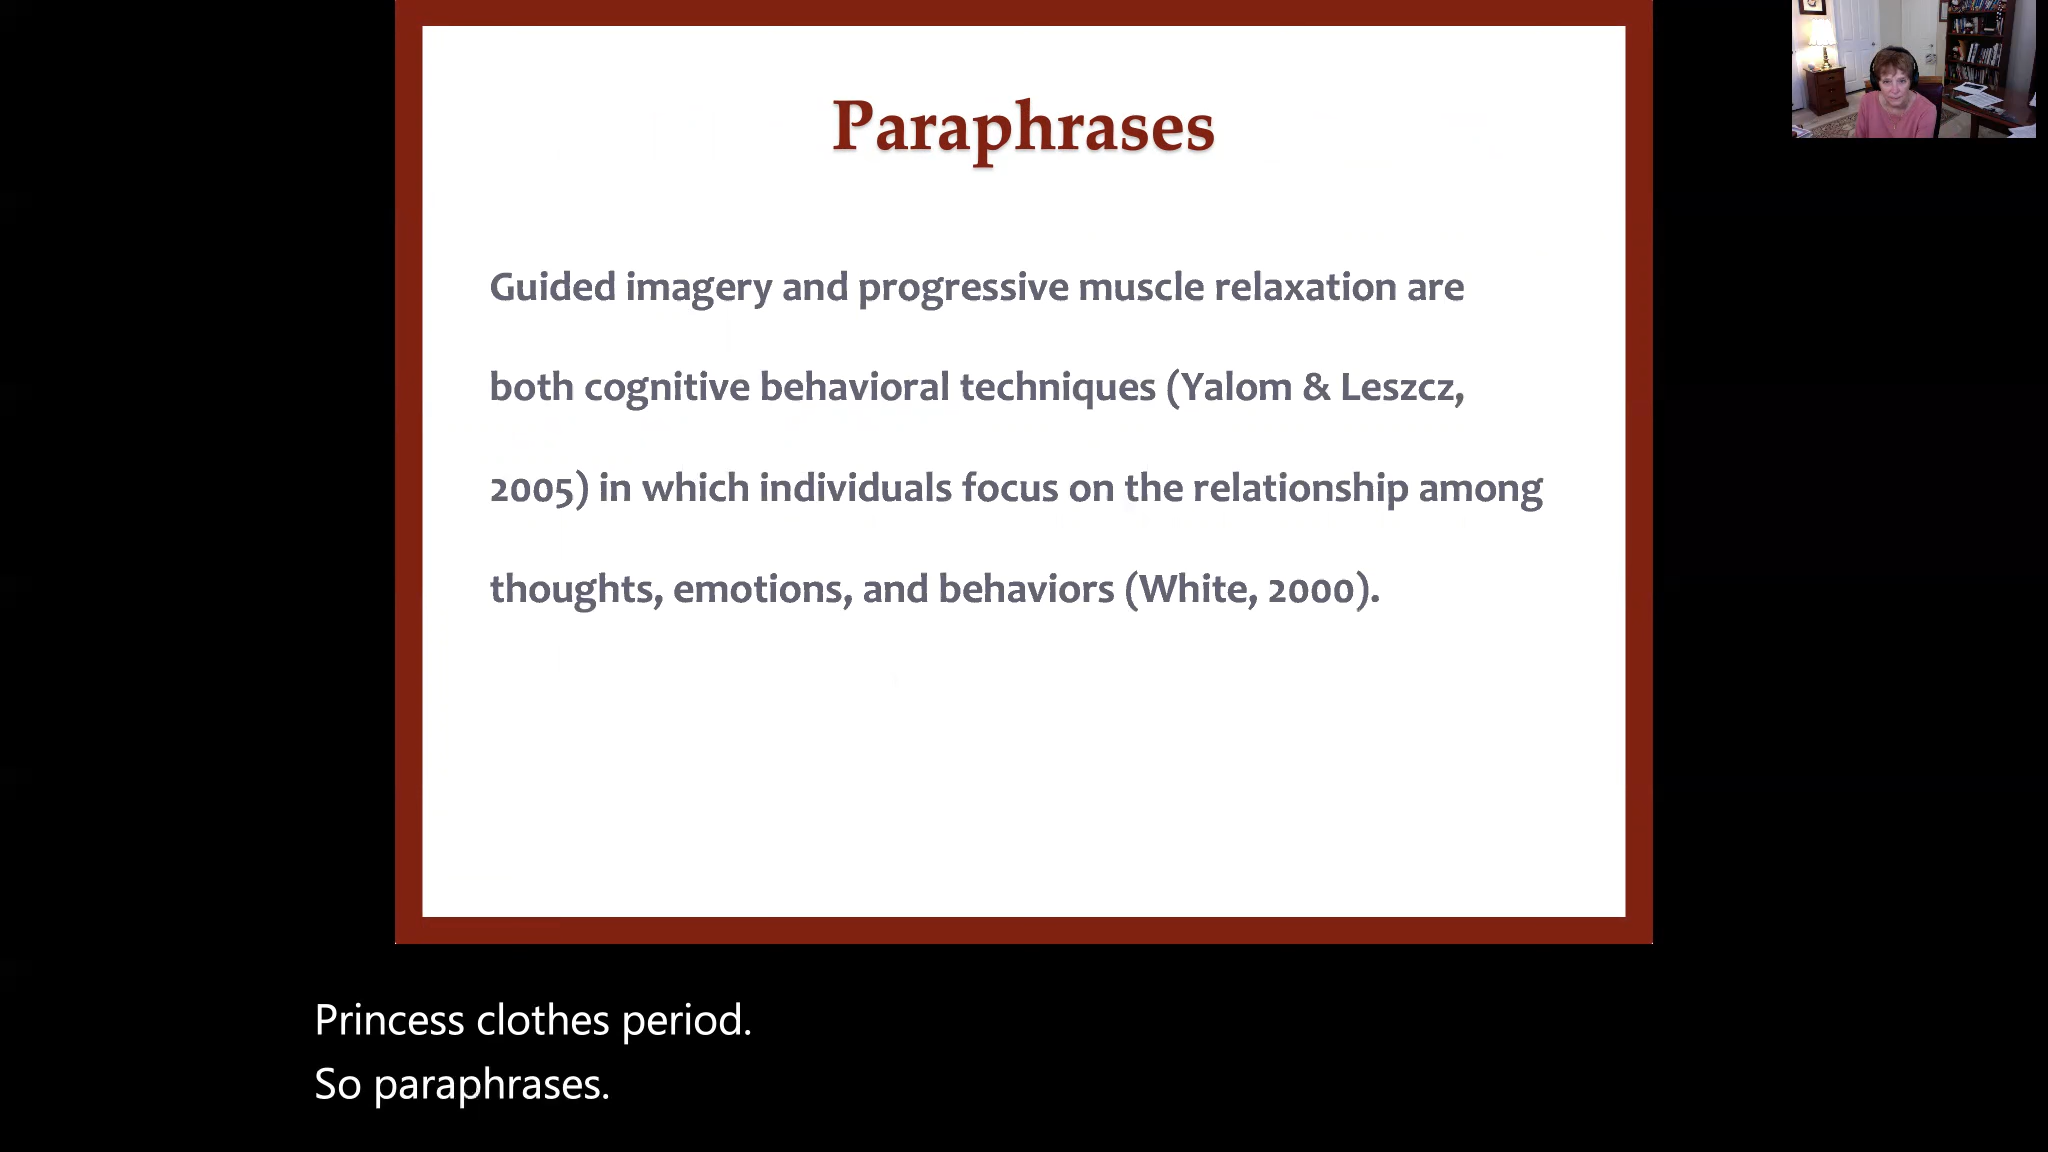 Paraphrases
Guided imagery and progressive muscle relaxation are
both cognitive behavioral techniques (Yalom & Leszcz,
2005) in which individuals focus on the relationship among
thoughts, emotions, and behaviors (White, 2000).
Princess clothes period.
So paraphrases.